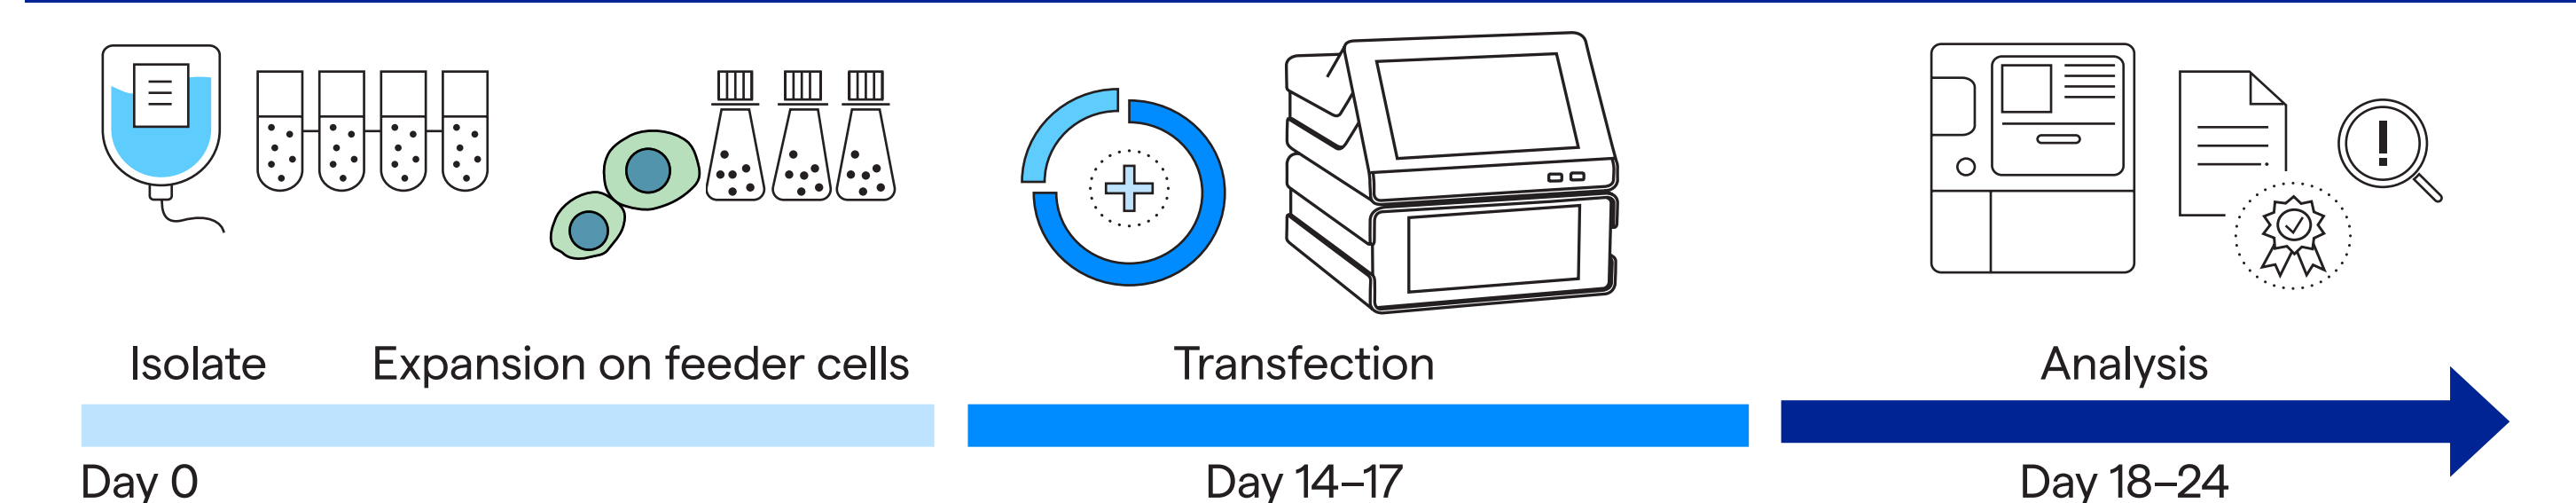 Isolate Expansion on feeder cells Transfection Analysis
Day 0 Day 14–17 Day 18–24